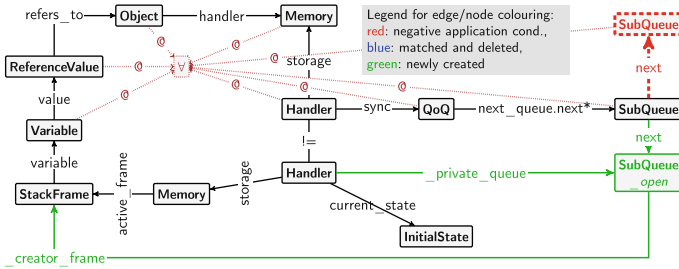 refers_to
Object
handler
Memory
Legend for edge/node colouring:
red: negative application cond.,
blue: matched and deleted,
green: newly created
SubQueue
@
@
@
∀
ReferenceValue
storage
@
next
value
@
@
@
@
Handler
sync
QoQ
next_queue.next*
SubQueue
Variable
!=
next
variable
Handler
_private_queue
SubQueue
_open
StackFrame
active_frame
Memory
storage
current_state
InitialState
_creator_frame